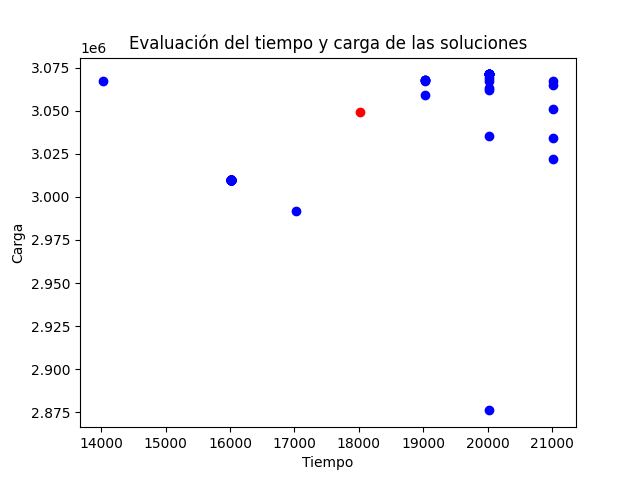 Evaluación del tiempo y carga de las soluciones
1e6
3.075
3.050
3.025
3.000
2.975
2.950
2.925
2.900
2.875
Carga
14000 15000 16000 17000 18000 19000 20000 21000
Tiempo